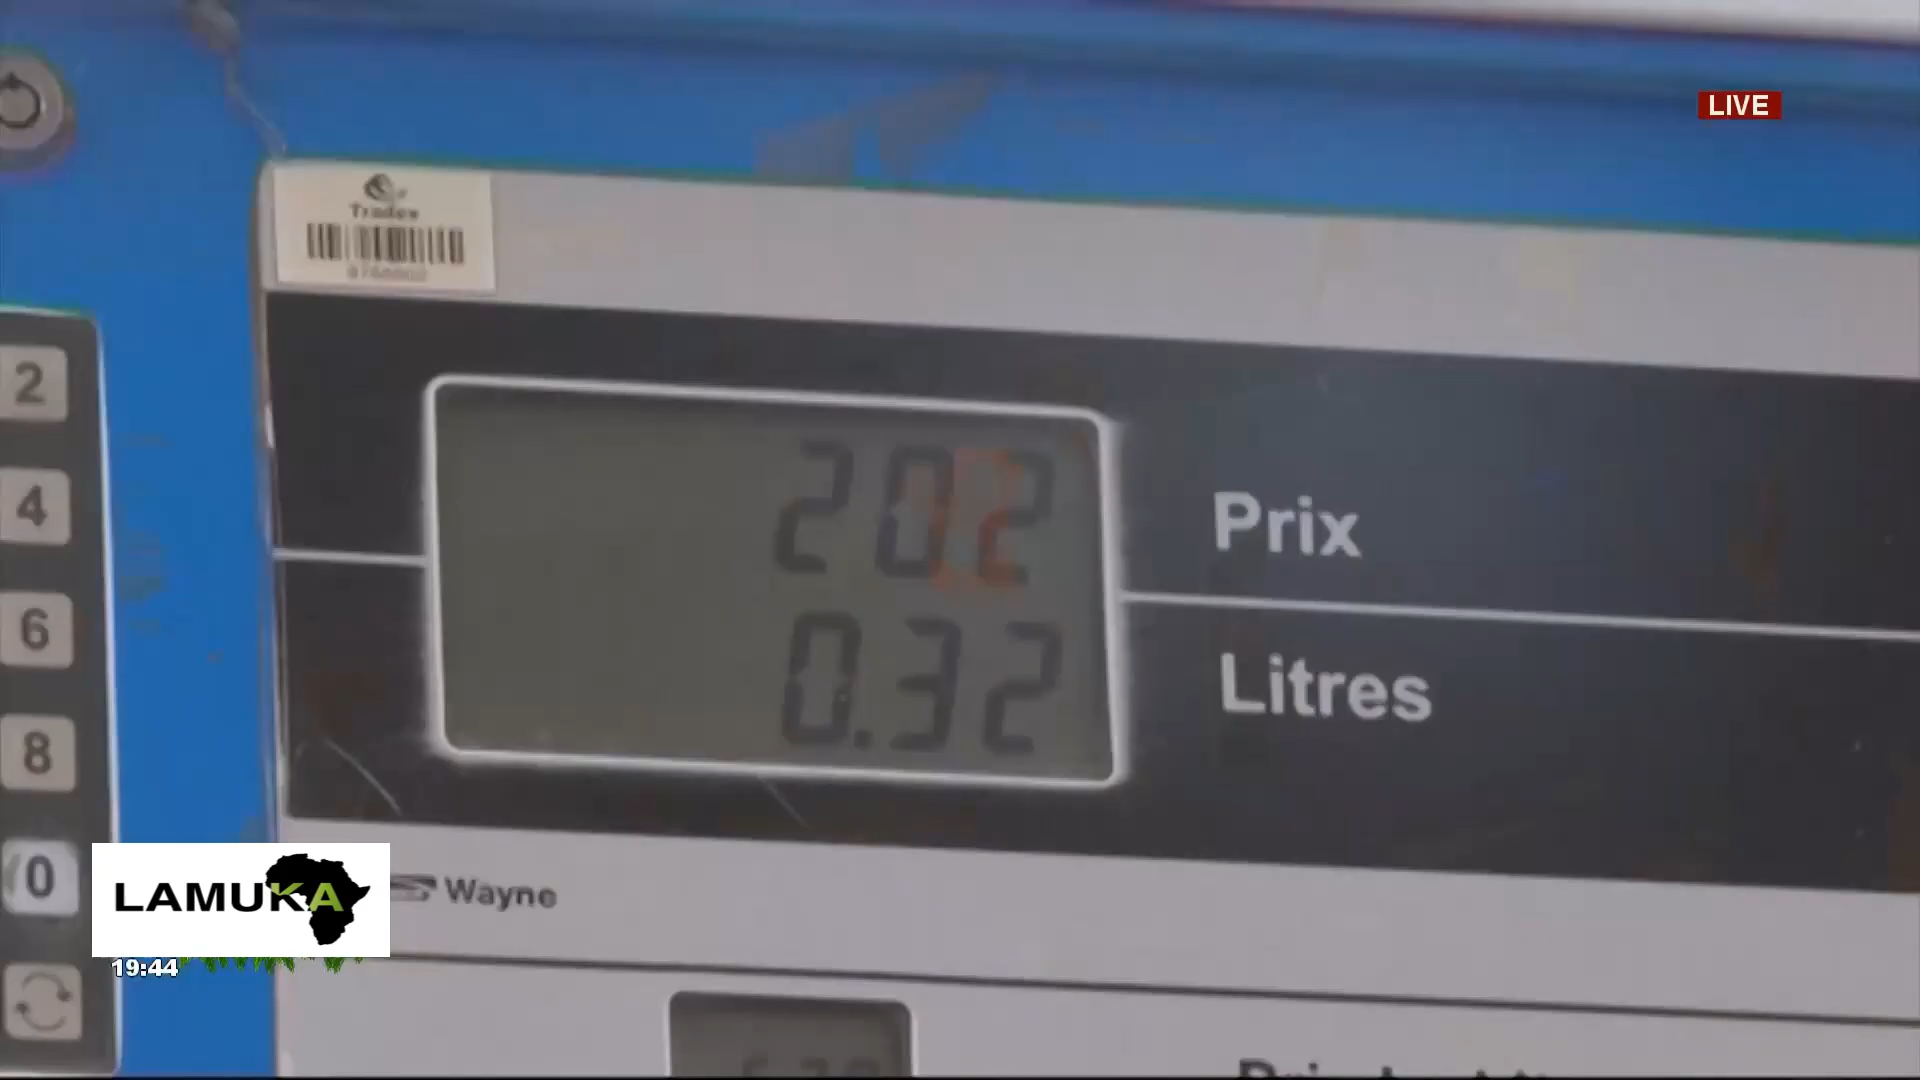 LIVE
Tradex
2
202
Prix
4
6
0.32
Litres
8
0
LAMUKA
Wayne
19:44